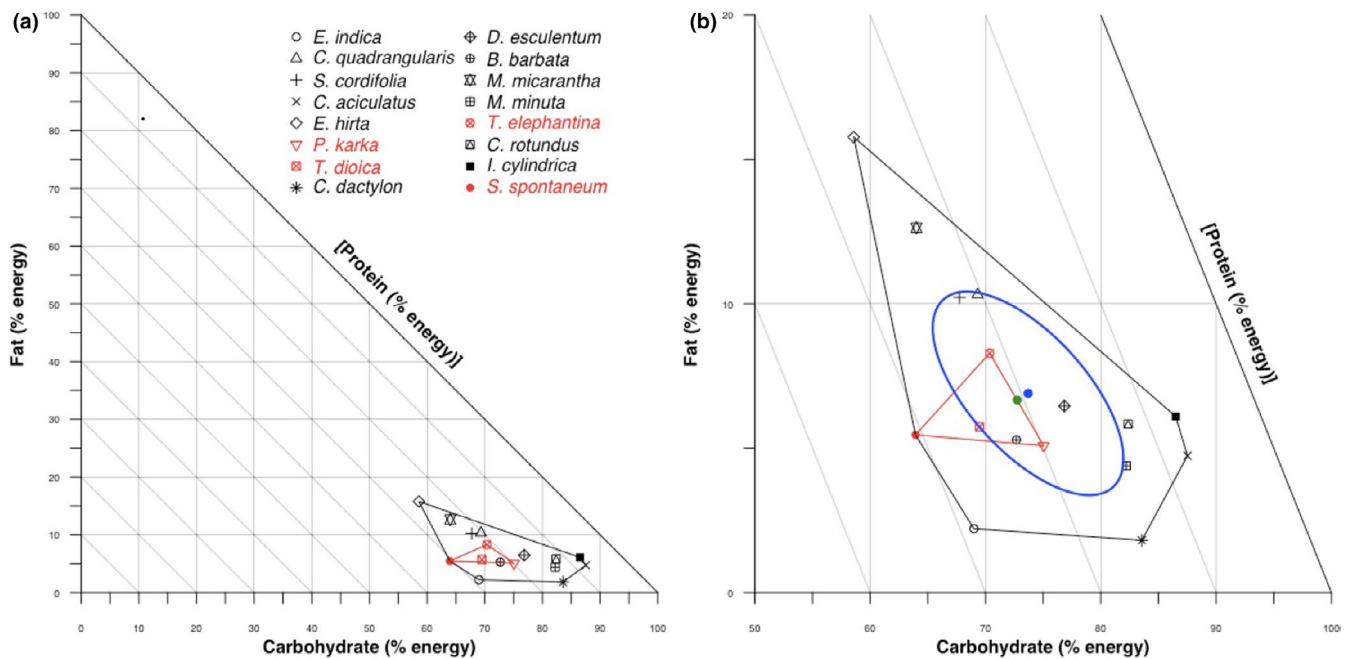 (a)
100
90
80
70
60
50
40
30
20
10
0
Fat (% energy)
0 10 20 30 40 50 60 70 80 90 100
Carbohydrate (% energy)
[Protein (% energy)]
E. indica
C. quadrangularis
S. cordifolia
C. aciculatus
E. hirta
P. karka
T. dioica
C. dactylon
D. esculentum
B. barbata
M. micarantha
M. minuta
T. elephantina
C. rotundus
I. cylindrica
S. spontaneum
(b)
20
10
0
Fat (% energy)
50 60 70 80 90 100
Carbohydrate (% energy)
[Protein (% energy)]